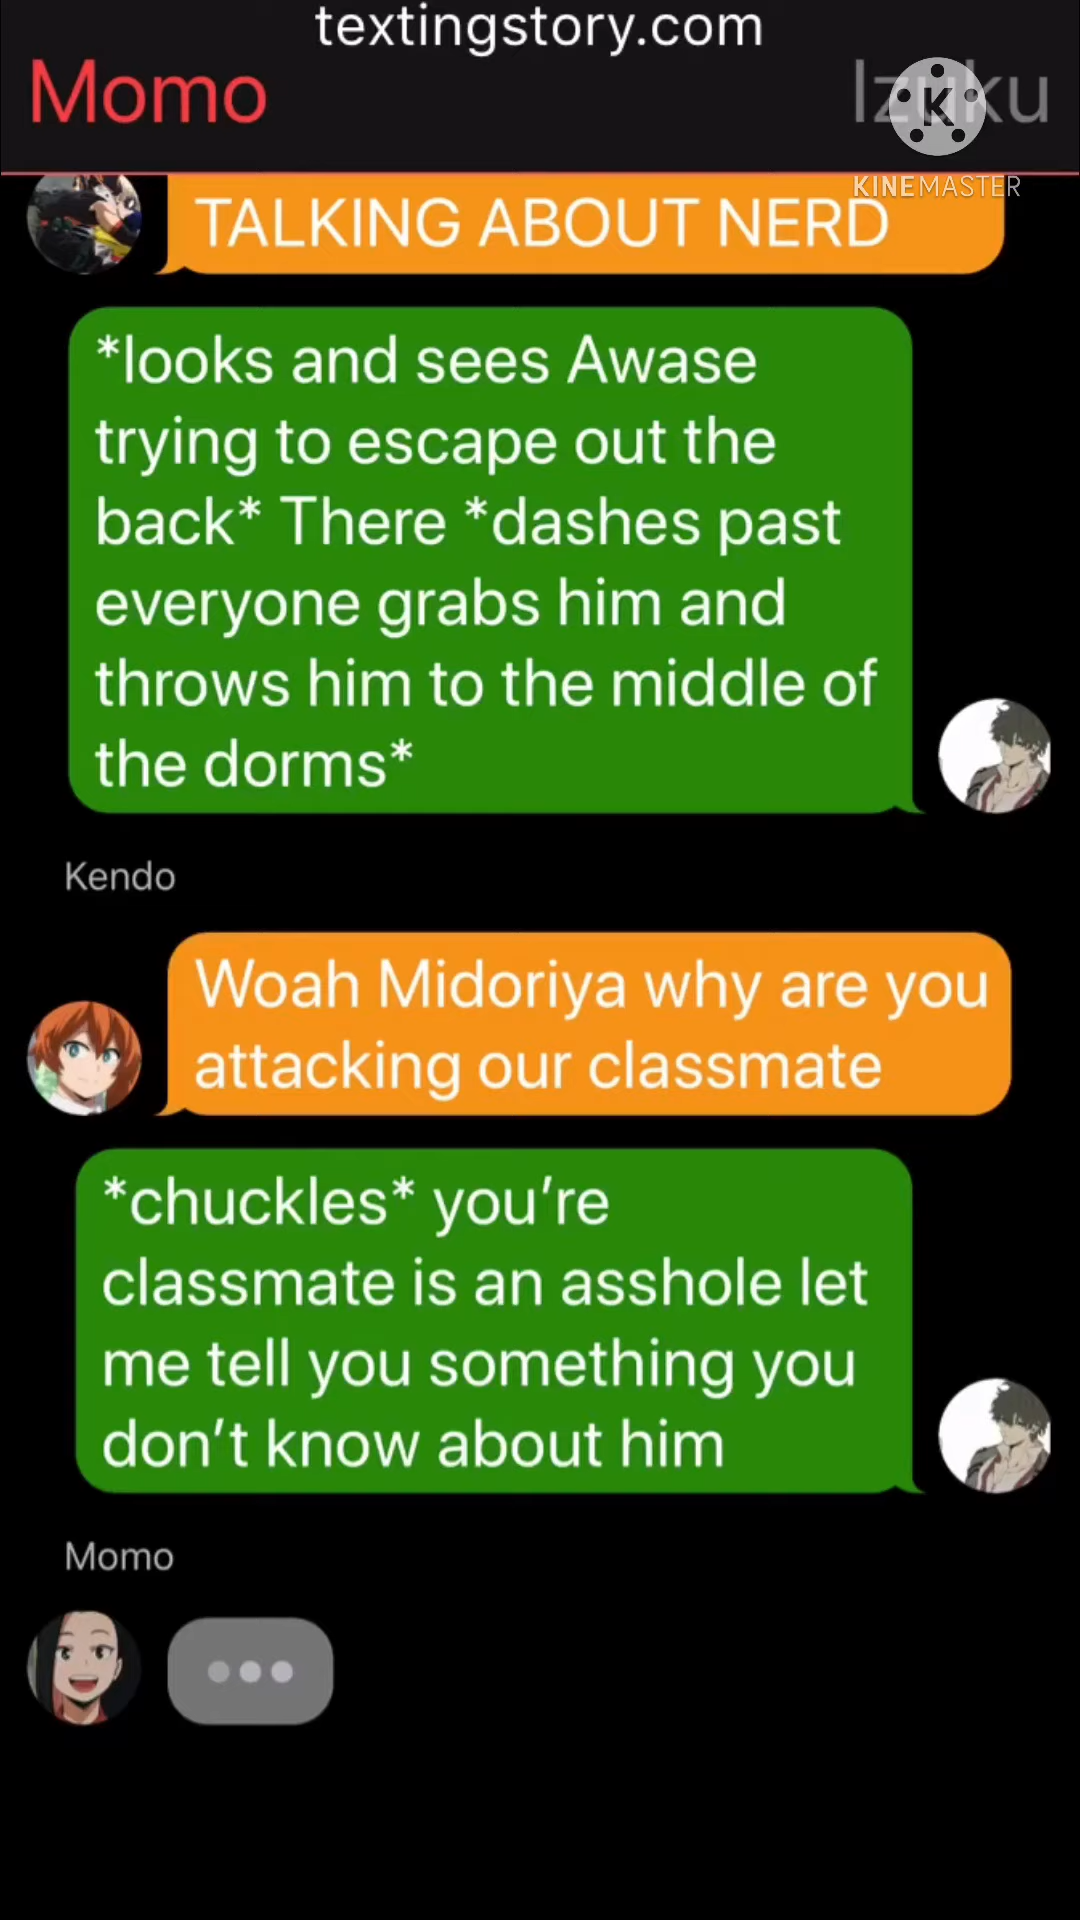 textingstory.com
Momo
Izuku
K
KINEMASTER
TALKING ABOUT NERD
*looks and sees Awase
trying to escape out the
back* There *dashes past
everyone grabs him and
throws him to the middle of
the dorms*
Kendo
Woah Midoriya why are you
attacking our classmate
*chuckles* you’re
classmate is an asshole let
me tell you something you
don’t know about him
Momo